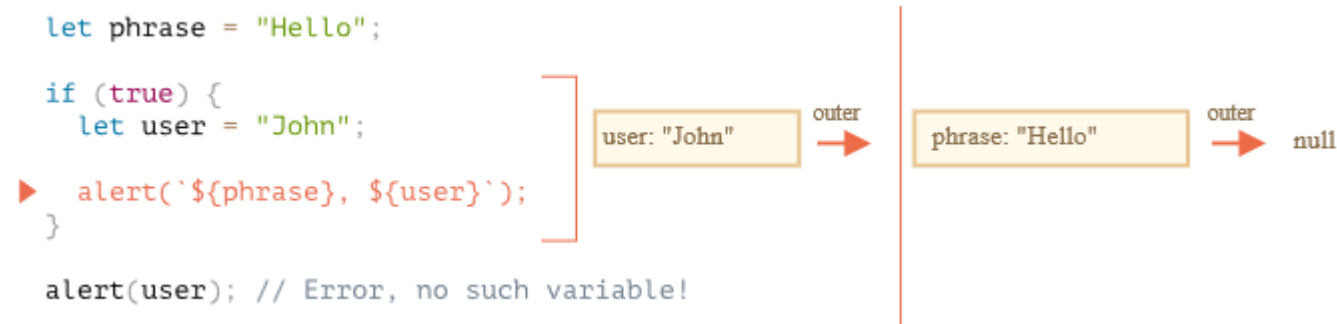 let phrase = "Hello";
if (true) {
let user = "John";
alert(`${phrase}, ${user}`);
}
alert(user); // Error, no such variable!
user: "John"
outer
phrase: "Hello"
outer
null